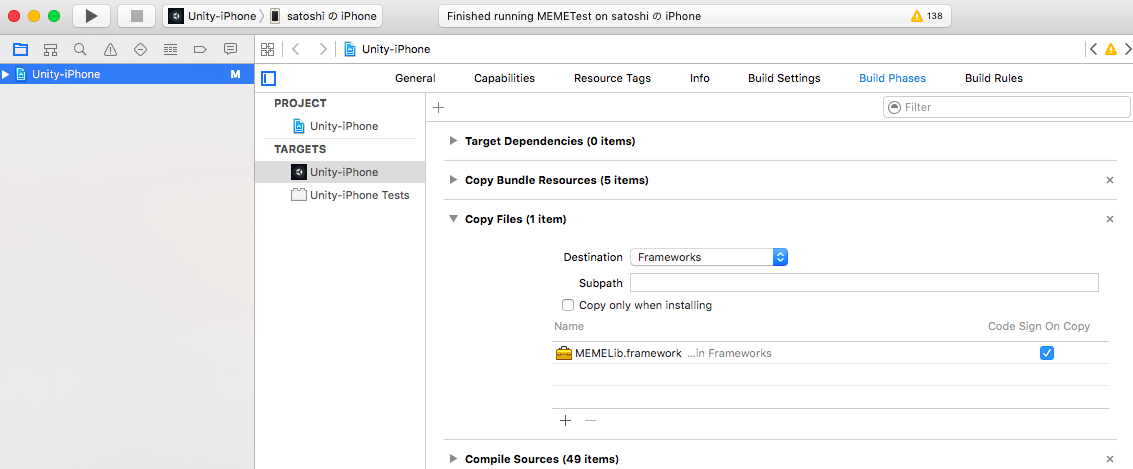 Unity-iPhone 〉 satoshi の iPhone
Finished running MEMETest on satoshi の iPhone
138
Unity-iPhone M
Unity-iPhone
General Capabilities Resource Tags Info Build Settings Build Phases Build Rules
PROJECT
Unity-iPhone
TARGETS
Unity-iPhone
Unity-iPhone Tests
Filter
Target Dependencies (0 items)
Copy Bundle Resources (5 items)
Copy Files (1 item)
Destination Frameworks
Subpath
Copy only when installing
Name Code Sign On Copy
MEMELib.framework ...in Frameworks
Compile Sources (49 items)